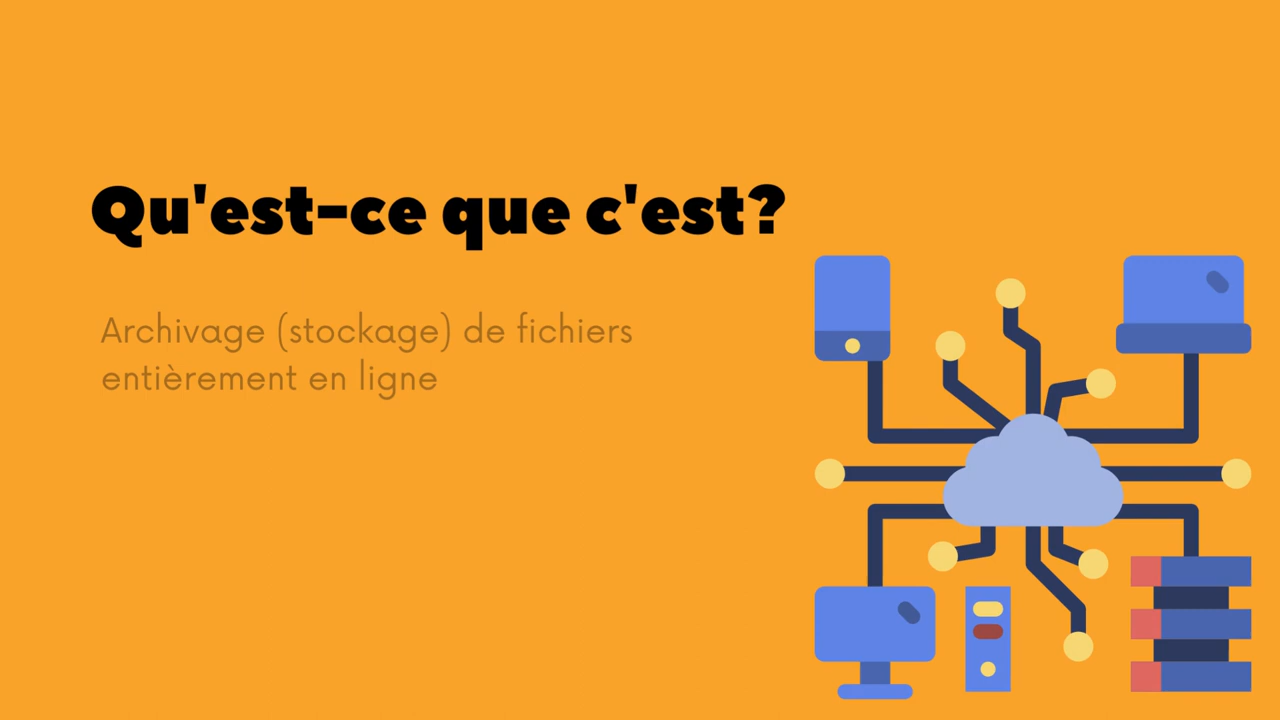 Qu'est-ce que c'est?
Archivage (stockage) de fichiers
entièrement en ligne